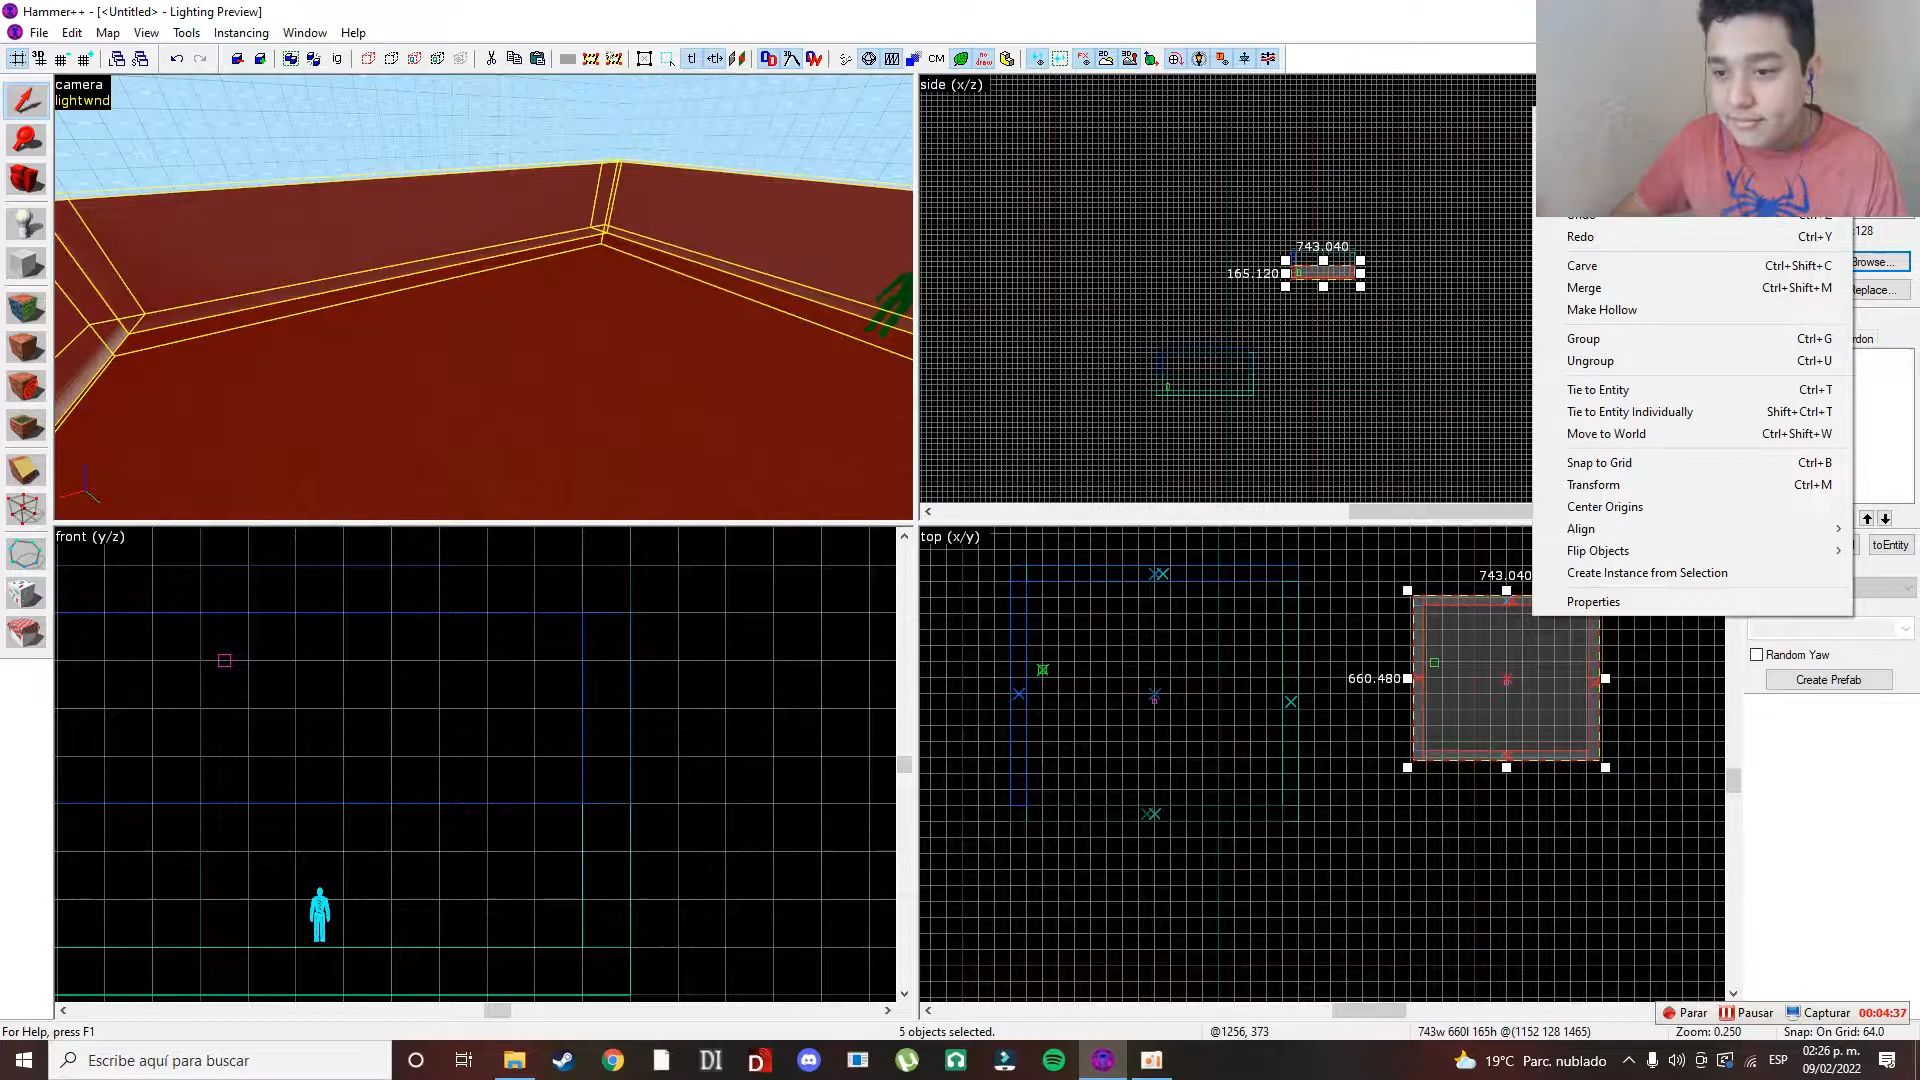 Hammer++ - [<Untitled> - Lighting Preview]
File Edit Map View Tools Instancing Window Help
camera
lightwnd
side (x/z)
743.040
165.120
Redo Ctrl+Y
Carve Ctrl+Shift+C
Merge Ctrl+Shift+M
Make Hollow
Group Ctrl+G
Ungroup Ctrl+U
Tie to Entity Ctrl+T
Tie to Entity Individually Shift+Ctrl+T
Move to World Ctrl+Shift+W
Snap to Grid Ctrl+B
Transform Ctrl+M
Center Origins
Align
Flip Objects
Create Instance from Selection
Properties
:128
Browse...
Replace...
rdon
toEntity
Random Yaw
Create Prefab
front (y/z)
top (x/y)
743.040
660.480
Parar Pausar Capturar 00:04:37
For Help, press F1
5 objects selected.
@1256, 373
743w 660l 165h @(1152 128 1465)
Zoom: 0.250
Snap: On Grid: 64.0
Escribe aquí para buscar
19°C Parc. nublado
ESP
02:26 p. m.
09/02/2022